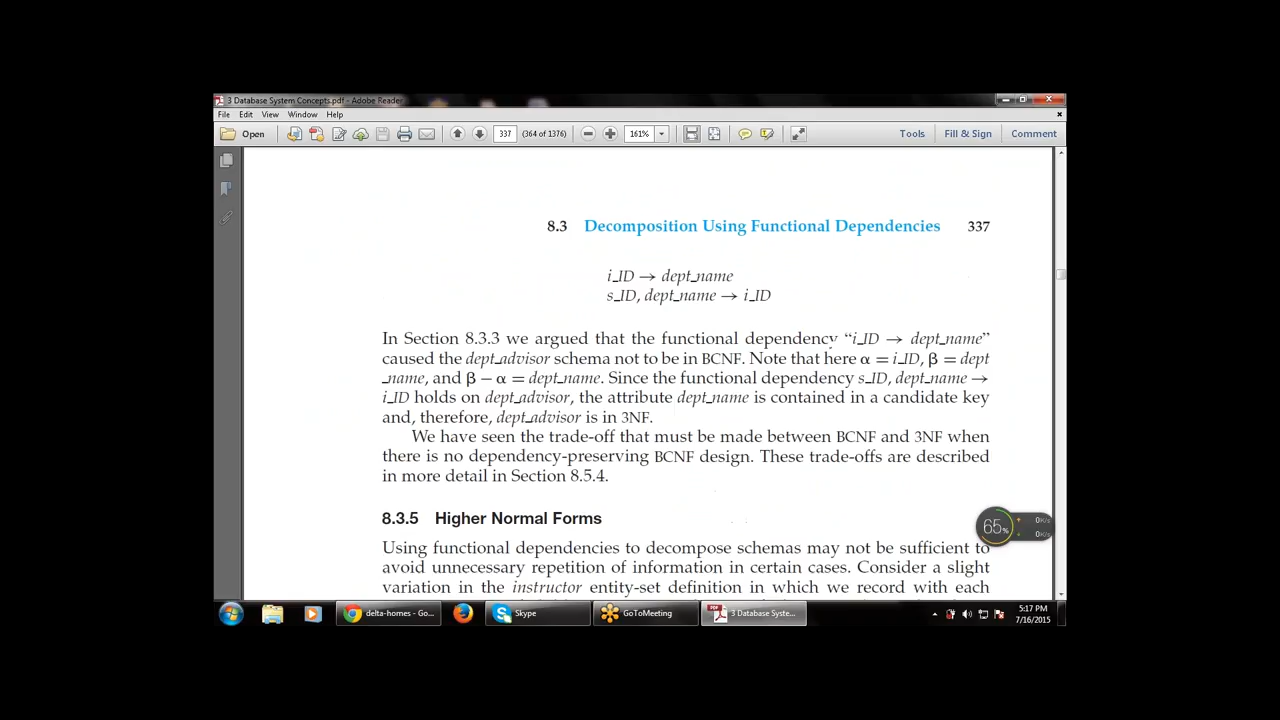 3 Database System Concepts.pdf - Adobe Reader
File Edit View Window Help
Open 337 (364 of 1376) 161% Tools Fill & Sign Comment
8.3 Decomposition Using Functional Dependencies 337
i_ID → dept_name
s_ID, dept_name → i_ID
In Section 8.3.3 we argued that the functional dependency “i_ID → dept_name”
caused the dept_advisor schema not to be in BCNF. Note that here α = i_ID, β = dept
_name, and β − α = dept_name. Since the functional dependency s_ID, dept_name →
i_ID holds on dept_advisor, the attribute dept_name is contained in a candidate key
and, therefore, dept_advisor is in 3NF.
We have seen the trade-off that must be made between BCNF and 3NF when
there is no dependency-preserving BCNF design. These trade-offs are described
in more detail in Section 8.5.4.
8.3.5 Higher Normal Forms
65% 0K/s
0K/s
Using functional dependencies to decompose schemas may not be sufficient to
avoid unnecessary repetition of information in certain cases. Consider a slight
variation in the instructor entity-set definition in which we record with each
delta-homes - Go... Skype GoToMeeting 3 Database Syste... 5:17 PM
7/16/2015